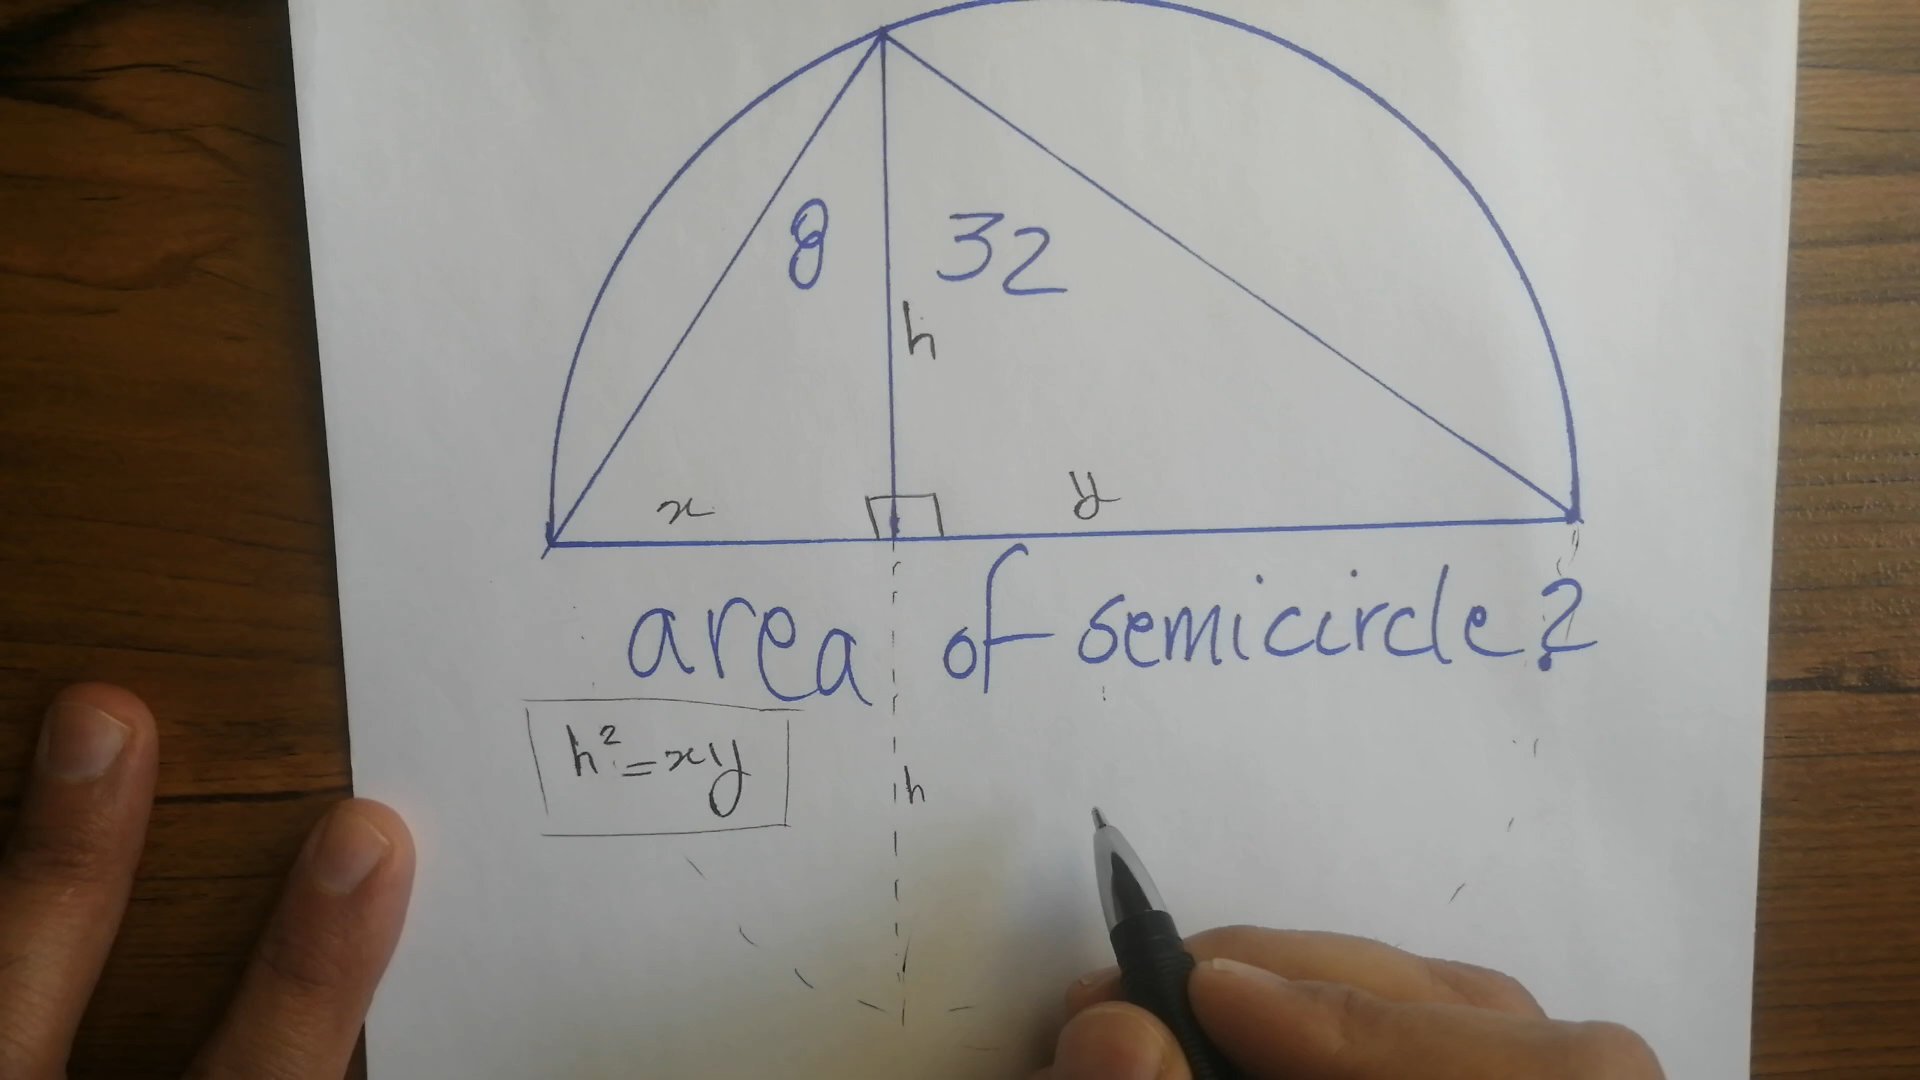 8 32
h
x y
area of semicircle?
h² = xy
h